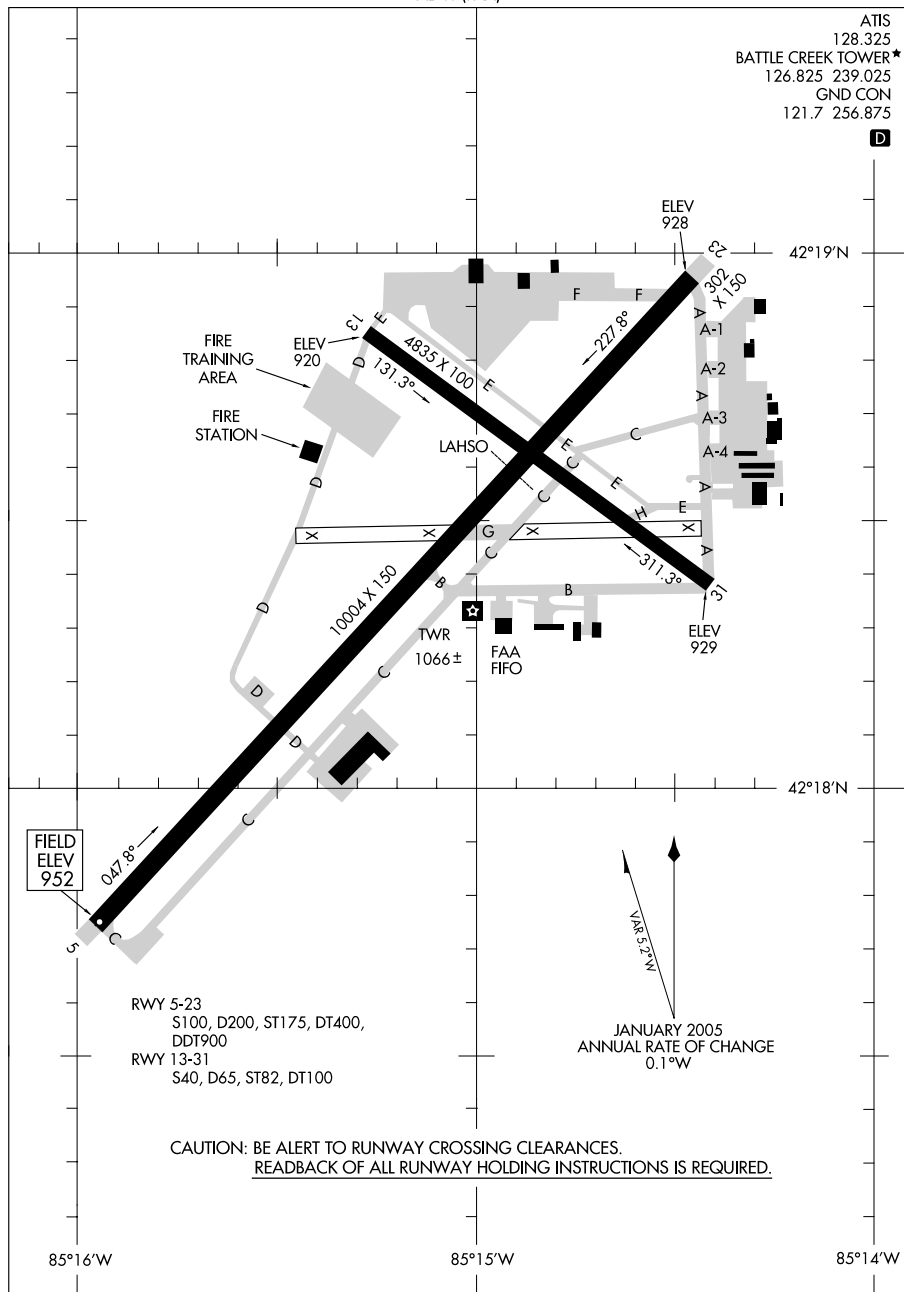 ATIS
128.325
BATTLE CREEK TOWER★
126.825 239.025
GND CON
121.7 256.875
D
ELEV
928
42°19'N
23
302
X 150
F F
A
A-1
227.8°
E
13
ELEV
920
D
4835 X 100
131.3°
E
FIRE
TRAINING
AREA
A-2
A
A-3
FIRE
STATION
LAHSO
E
C
C
A-4
D
C
E
A
H
E
X
X
G
X
X
C
A
311.3°
31
B
B
10004 X 150
D
TWR
1066±
FAA
FIFO
ELEV
929
C
D
D
42°18'N
C
FIELD
ELEV
952
047.8°
5
C
VAR 5.2° W
RWY 5-23
S100, D200, ST175, DT400,
DDT900
RWY 13-31
S40, D65, ST82, DT100
JANUARY 2005
ANNUAL RATE OF CHANGE
0.1°W
CAUTION: BE ALERT TO RUNWAY CROSSING CLEARANCES.
READBACK OF ALL RUNWAY HOLDING INSTRUCTIONS IS REQUIRED.
85°16'W
85°15'W
85°14'W